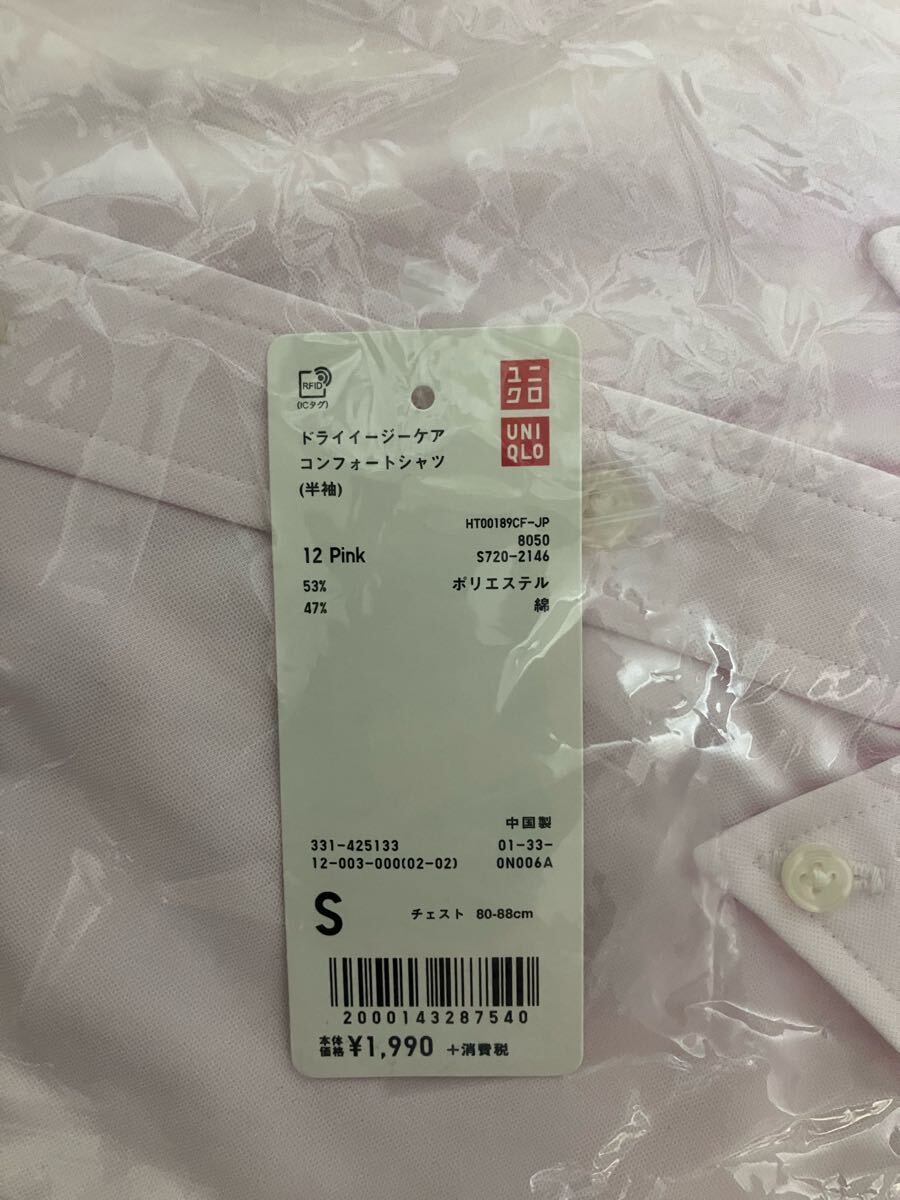 RFID
(ICタグ)
ユニ
クロ
UNI
QLO
ドライイージーケア
コンフォートシャツ
(半袖)
HT00189CF-JP
8050
12 Pink
S720-2146
53% ポリエステル
47% 綿
中国製
331-425133 01-33-
12-003-000(02-02) 0N006A
S チェスト 80-88cm
2000143287540
本体価格 ¥1,990 +消費税